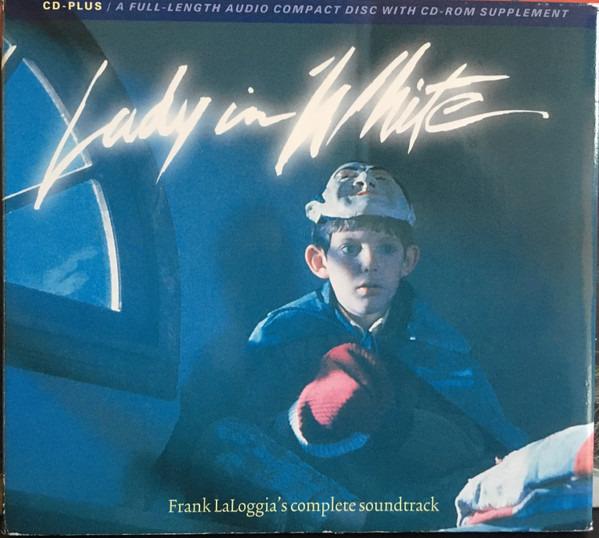 CD-PLUS / A FULL-LENGTH AUDIO COMPACT DISC WITH CD-ROM SUPPLEMENT
Lady in White
Frank LaLoggia's complete soundtrack